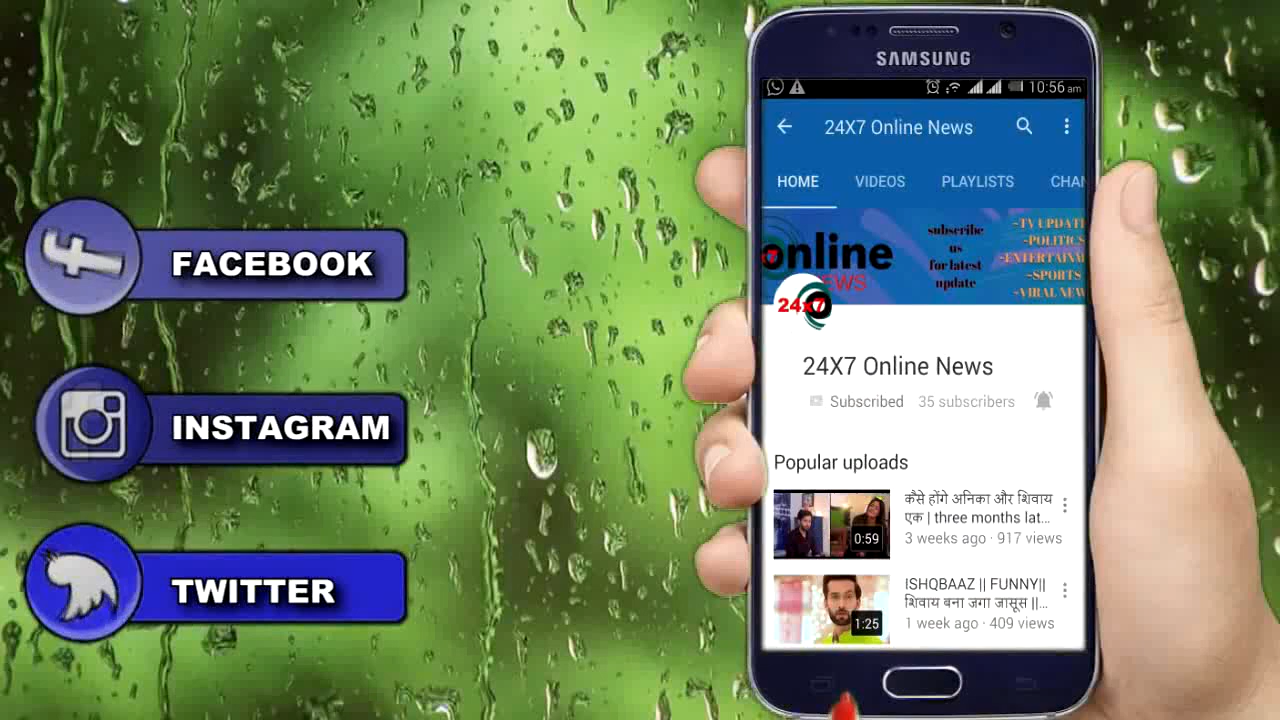 FACEBOOK
INSTAGRAM
TWITTER
SAMSUNG
10:56 am
24X7 Online News
HOME VIDEOS PLAYLISTS CHAN
online
NEWS
subscribe
us
for latest
update
~TV UPDATE
~POLITICS
~ENTERTAINM
~SPORTS
~VIRAL NEW
24x7
24X7 Online News
Subscribed 35 subscribers
Popular uploads
कैसे होंगे अनिका और शिवाय
एक | three months lat...
3 weeks ago · 917 views
0:59
ISHQBAAZ || FUNNY||
शिवाय बना जगा जासूस ||...
1 week ago · 409 views
1:25